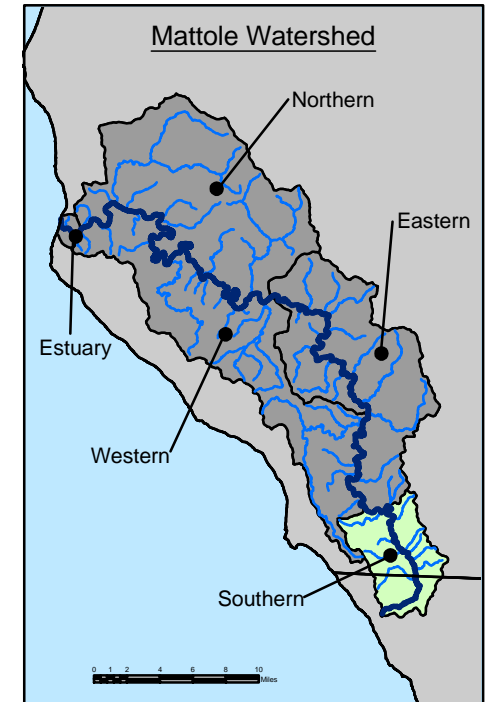 Mattole Watershed
Northern
Eastern
Estuary
Western
Southern
0 1 2 4 6 8 10
Miles